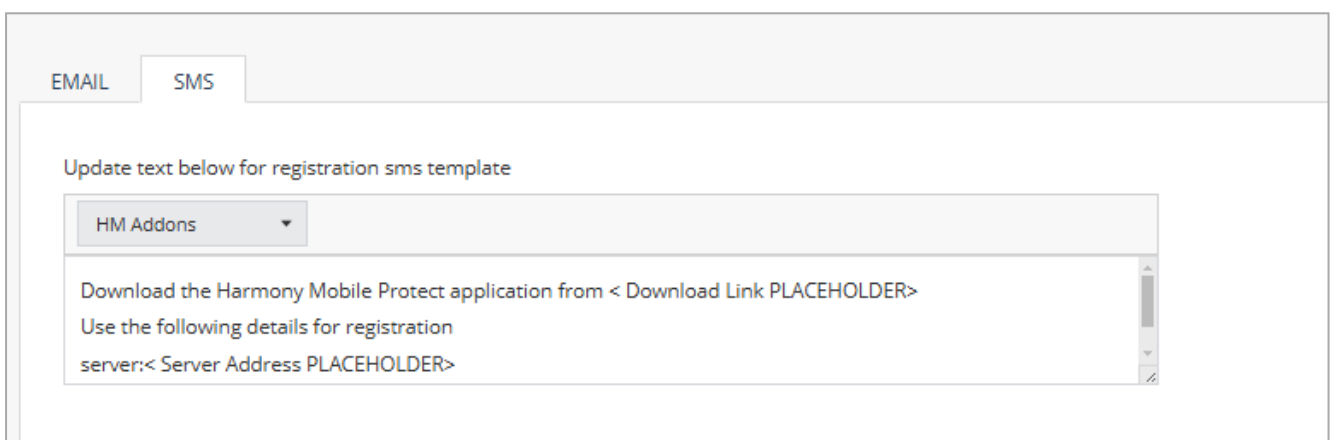 EMAIL SMS
Update text below for registration sms template
HM Addons
Download the Harmony Mobile Protect application from < Download Link PLACEHOLDER>
Use the following details for registration
server:< Server Address PLACEHOLDER>